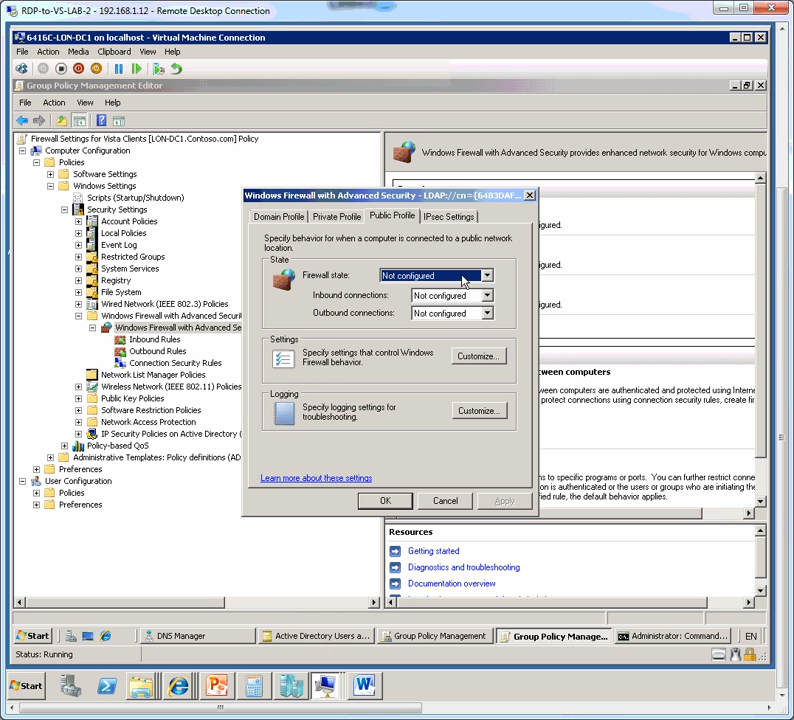 RDP-to-VS-LAB-2 - 192.168.1.12 - Remote Desktop Connection
6416C-LON-DC1 on localhost - Virtual Machine Connection
File Action Media Clipboard View Help
Group Policy Management Editor
File Action View Help
Firewall Settings for Vista Clients [LON-DC1.Contoso.com] Policy
Computer Configuration
Policies
Software Settings
Windows Settings
Scripts (Startup/Shutdown)
Security Settings
Account Policies
Local Policies
Event Log
Restricted Groups
System Services
Registry
File System
Wired Network (IEEE 802.3) Policies
Windows Firewall with Advanced Securi
Windows Firewall with Advanced Se
Inbound Rules
Outbound Rules
Connection Security Rules
Network List Manager Policies
Wireless Network (IEEE 802.11) Policies
Public Key Policies
Software Restriction Policies
Network Access Protection
IP Security Policies on Active Directory (
Policy-based QoS
Administrative Templates: Policy definitions (AD
Preferences
User Configuration
Policies
Preferences
Windows Firewall with Advanced Security provides enhanced network security for Windows compu
ured.
ured.
ured.
ween computers
ween computers are authenticated and protected using Interne
protect connections using connection security rules, create fir
ns to specific programs or ports. You can further restrict conne
on is authenticated or the users or groups who are initiating the
fied rule, the default behavior applies.
Resources
Getting started
Diagnostics and troubleshooting
Documentation overview
Windows Firewall with Advanced Security - LDAP://cn={6483DAF...
Domain Profile Private Profile Public Profile IPsec Settings
Specify behavior for when a computer is connected to a public network
location.
State
Firewall state: Not configured
Inbound connections: Not configured
Outbound connections: Not configured
Settings
Specify settings that control Windows
Firewall behavior.
Customize...
Logging
Specify logging settings for
troubleshooting.
Customize...
Learn more about these settings
OK Cancel Apply
Start DNS Manager Active Directory Users a... Group Policy Management Group Policy Manage... Administrator: Command... EN
Status: Running
Start